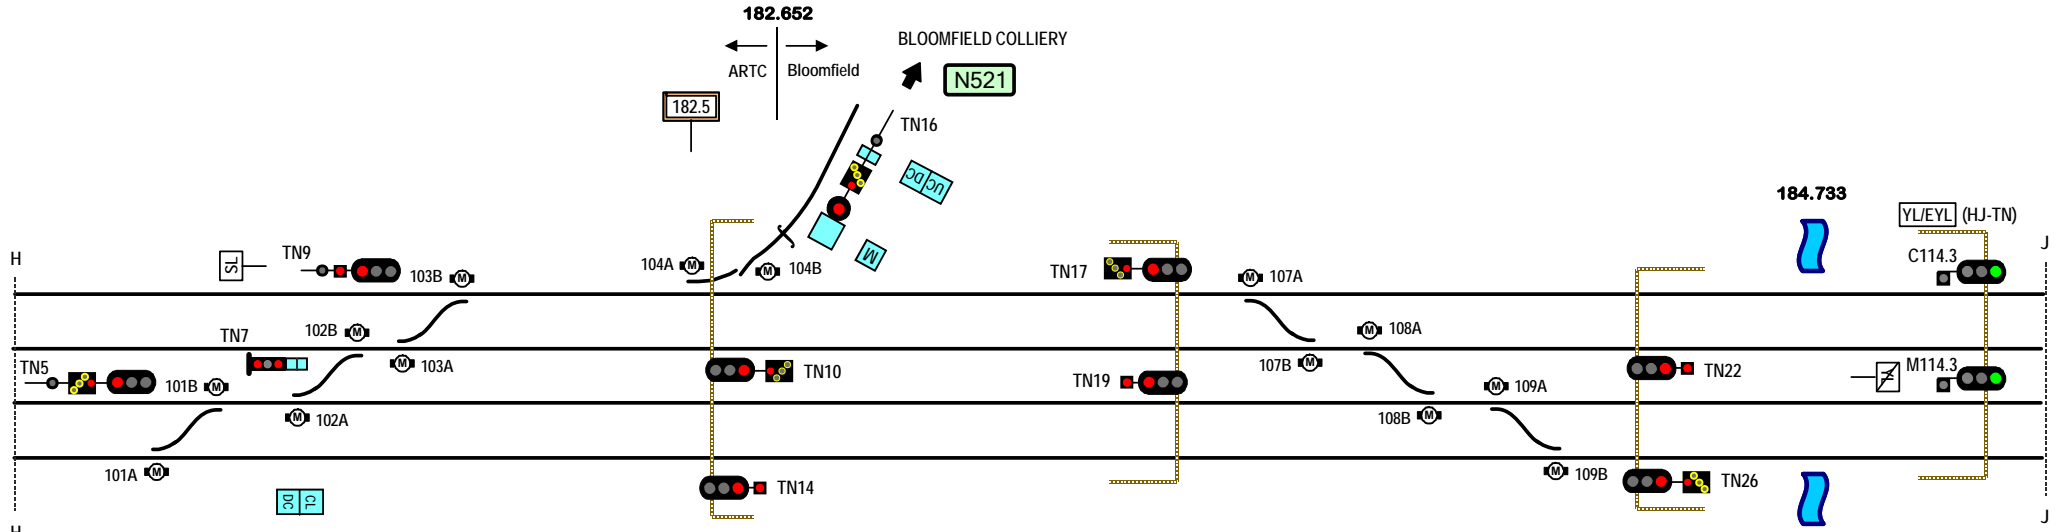 182.652
BLOOMFIELD COLLIERY
ARTC
Bloomfield
N521
182.5
TN16
UC
DC
184.733
YL/EYL (HJ-TN)
H
SL
TN9
103B
104A
104B
M
TN17
107A
C114.3
J
M
M
M
M
TN7
102B
M
108A
M
TN5
101B
M
103A
M
TN10
TN19
107B
M
109A
M
TN22
M114.3
102A
M
108B
M
101A
M
DC
CL
TN14
109B
M
TN26
H
J